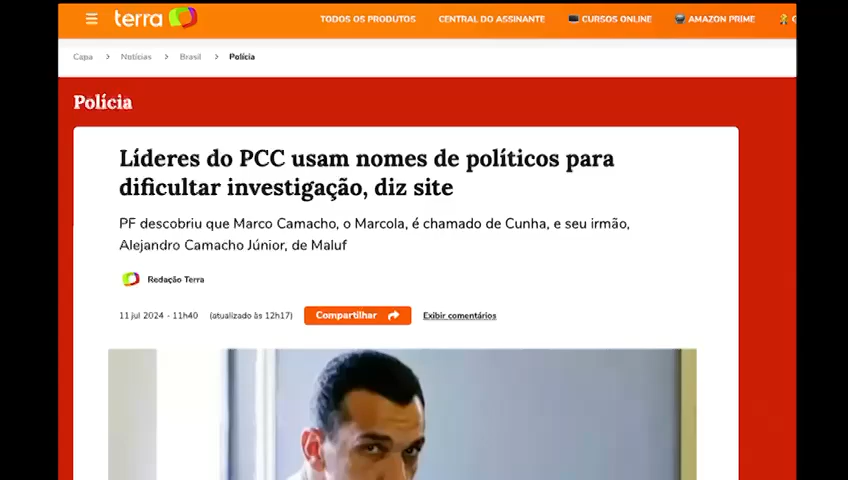 terra TODOS OS PRODUTOS CENTRAL DO ASSINANTE CURSOS ONLINE AMAZON PRIME
Capa > Notícias > Brasil > Polícia
Polícia
Líderes do PCC usam nomes de políticos para
dificultar investigação, diz site
PF descobriu que Marco Camacho, o Marcola, é chamado de Cunha, e seu irmão,
Alejandro Camacho Júnior, de Maluf
Redação Terra
11 jul 2024 - 11h40 (atualizado às 12h17) Compartilhar Exibir comentários